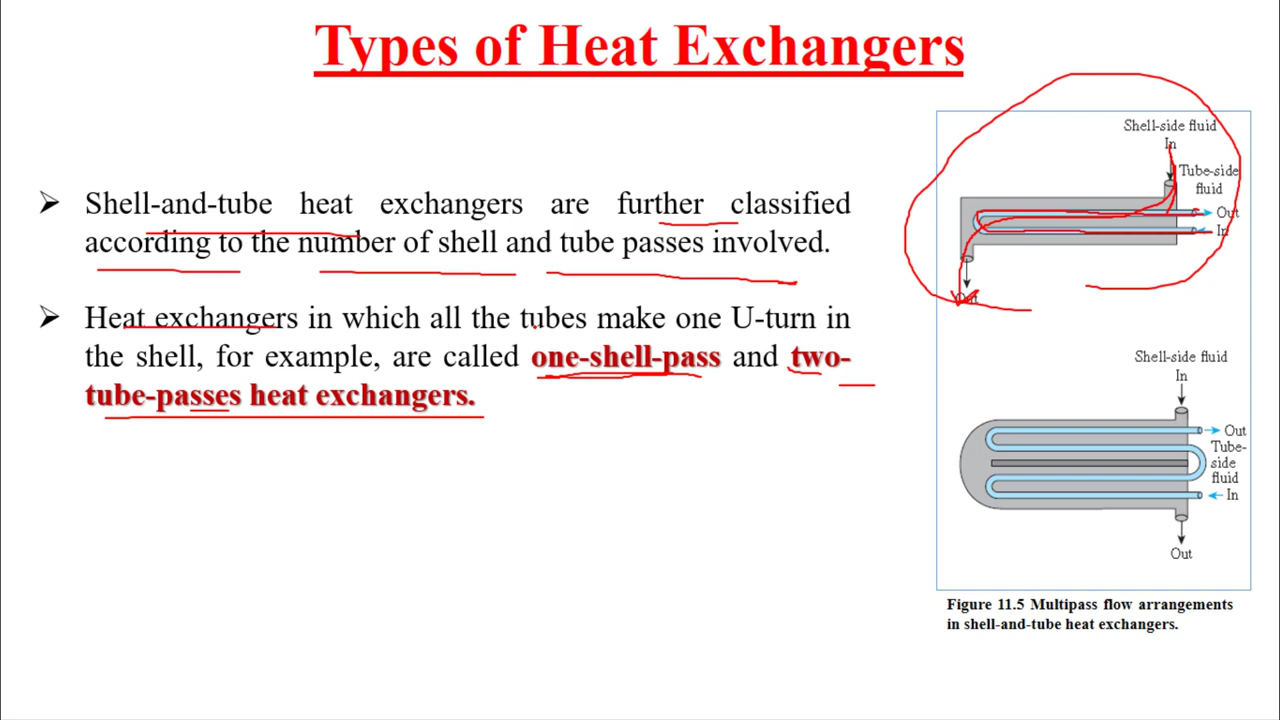 Types of Heat Exchangers
➢ Shell-and-tube heat exchangers are further classified
according to the number of shell and tube passes involved.
➢ Heat exchangers in which all the tubes make one U-turn in
the shell, for example, are called one-shell-pass and two-
tube-passes heat exchangers.
Shell-side fluid
In
Tube-side
fluid
Out
In
Out
Shell-side fluid
In
Out
Tube-
side
fluid
In
Out
Figure 11.5 Multipass flow arrangements
in shell-and-tube heat exchangers.